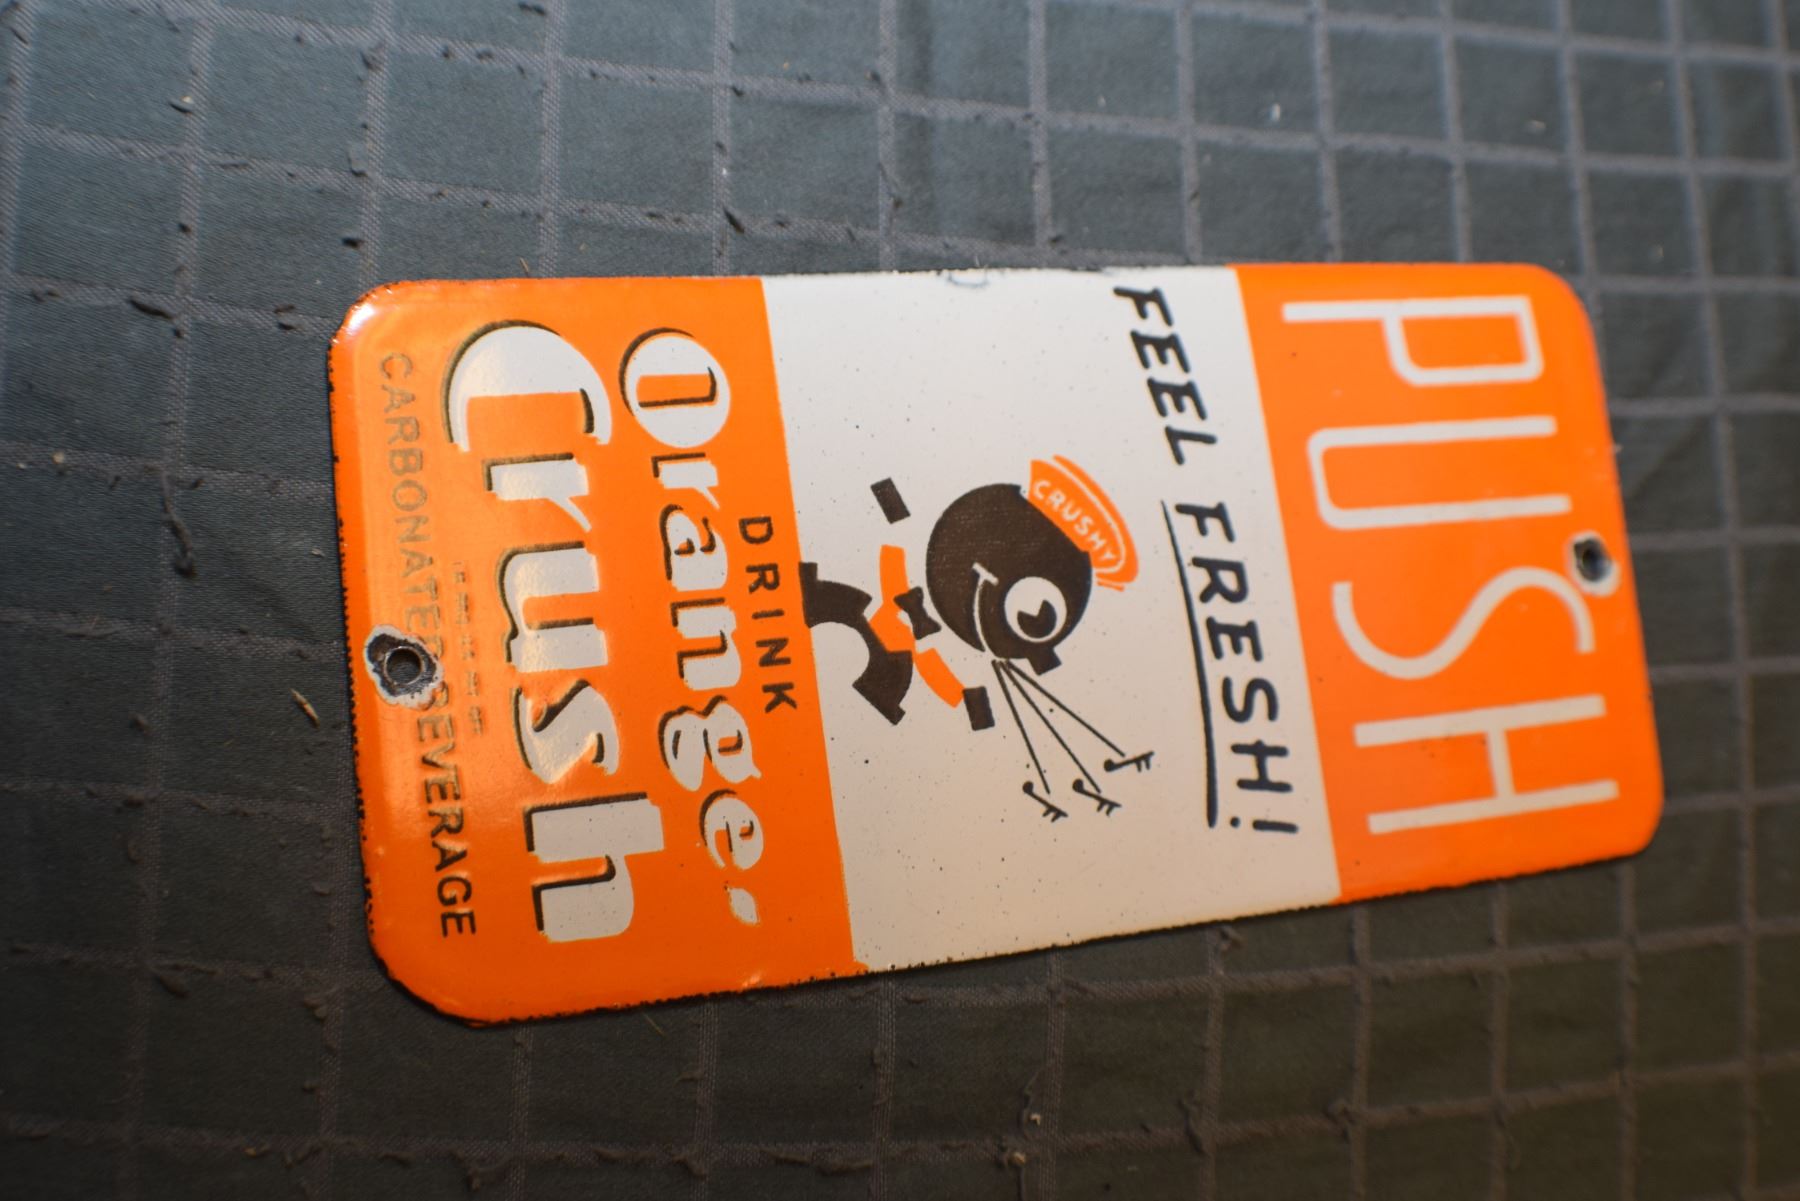 PUSH
FEEL FRESH!
CRUSHY
DRINK
Orange
Crush
CARBONATED BEVERAGE